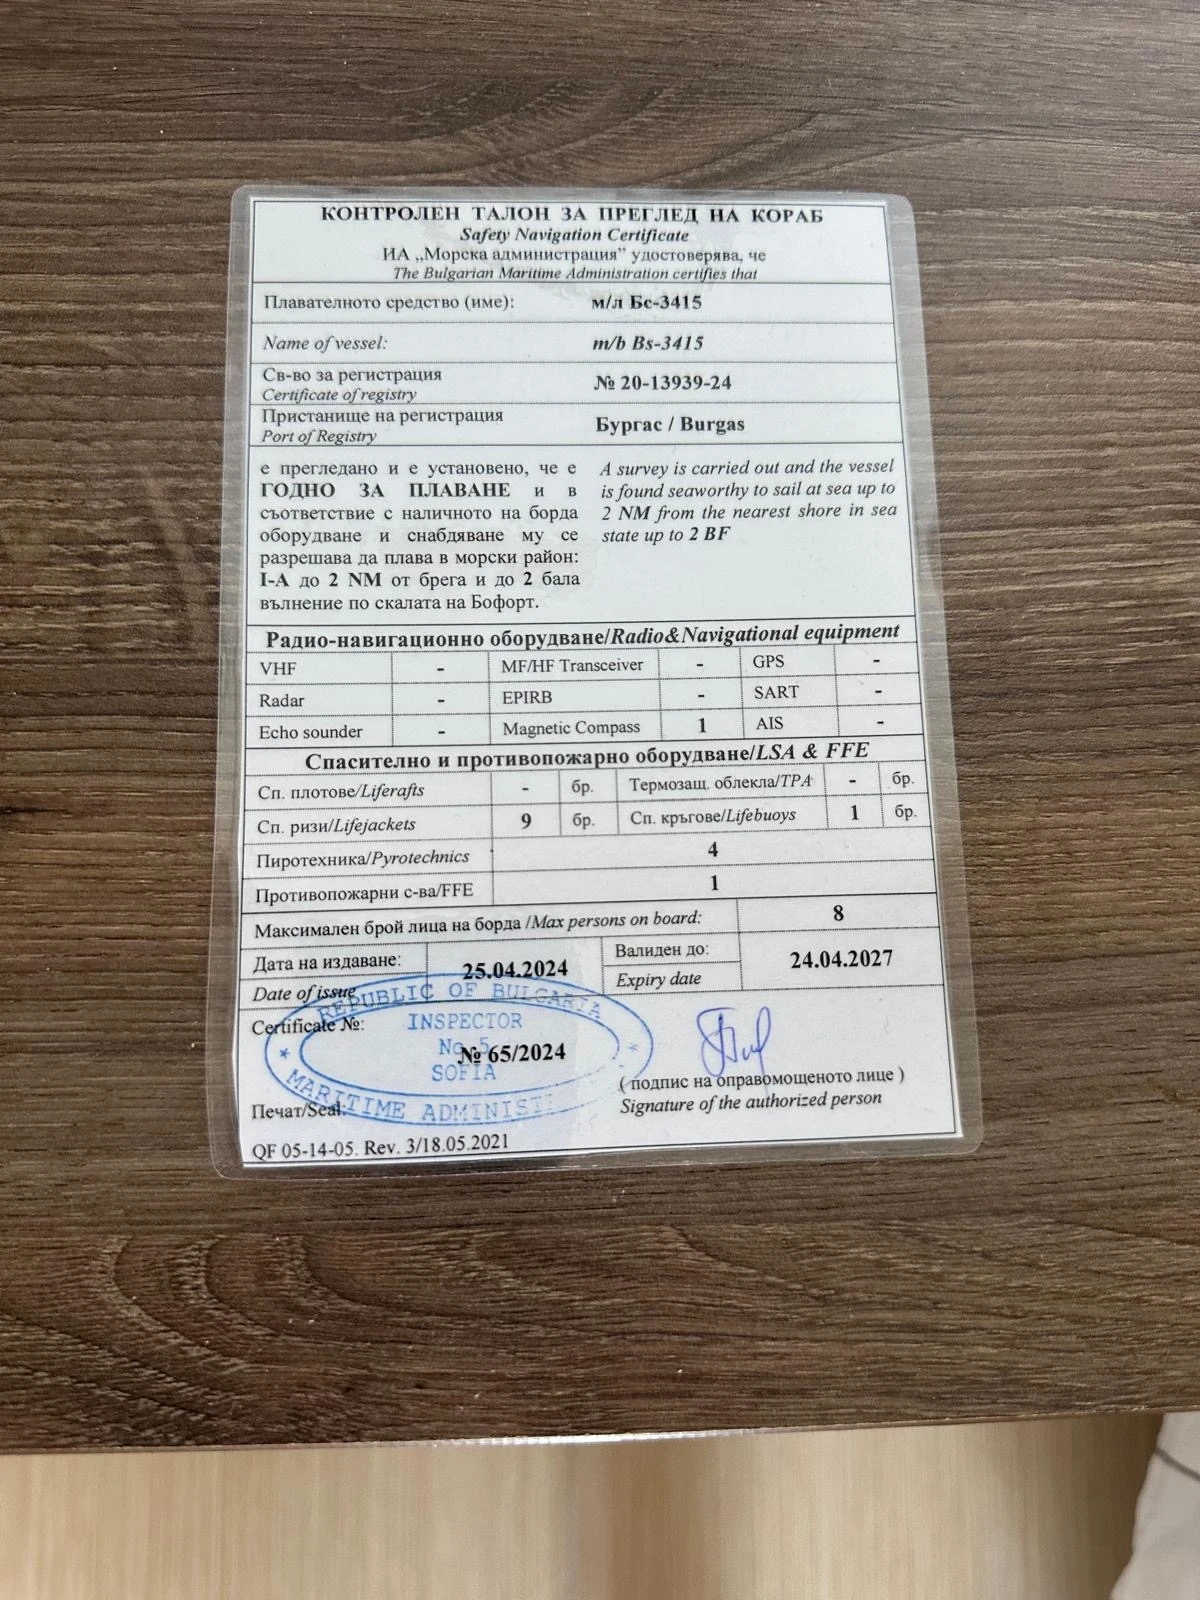 КОНТРОЛЕН ТАЛОН ЗА ПРЕГЛЕД НА КОРАБ
Safety Navigation Certificate
ИА „Морска администрация” удостоверява, че
The Bulgarian Maritime Administration certifies that
Плавателното средство (име): м/л Бс-3415
Name of vessel: m/b Bs-3415
Св-во за регистрация
Certificate of registry
№ 20-13939-24
Пристанище на регистрация
Port of Registry
Бургас / Burgas
е прегледано и е установено, че е
ГОДНО ЗА ПЛАВАНЕ и в
съответствие с наличното на борда
оборудване и снабдяване му се
разрешава да плава в морски район:
I-A до 2 NM от брега и до 2 бала
вълнение по скалата на Бофорт.
A survey is carried out and the vessel
is found seaworthy to sail at sea up to
2 NM from the nearest shore in sea
state up to 2 BF
Радио-навигационно оборудване/Radio&Navigational equipment
VHF - MF/HF Transceiver - GPS -
Radar - EPIRB - SART -
Echo sounder - Magnetic Compass 1 AIS -
Спасително и противопожарно оборудване/LSA & FFE
Сп. плотове/Liferafts - бр. Термозащ. облекла/TPA - бр.
Сп. ризи/Lifejackets 9 бр. Сп. кръгове/Lifebuoys 1 бр.
Пиротехника/Pyrotechnics 4
Противопожарни с-ва/FFE 1
Максимален брой лица на борда /Max persons on board: 8
Дата на издаване:
Date of issue
25.04.2024
Валиден до:
Expiry date
24.04.2027
Certificate №:
№ 65/2024
REPUBLIC OF BULGARIA
INSPECTOR
No 5
SOFIA
MARITIME
Печат/Seal:
( подпис на оправомощеното лице )
Signature of the authorized person
QF 05-14-05. Rev. 3/18.05.2021